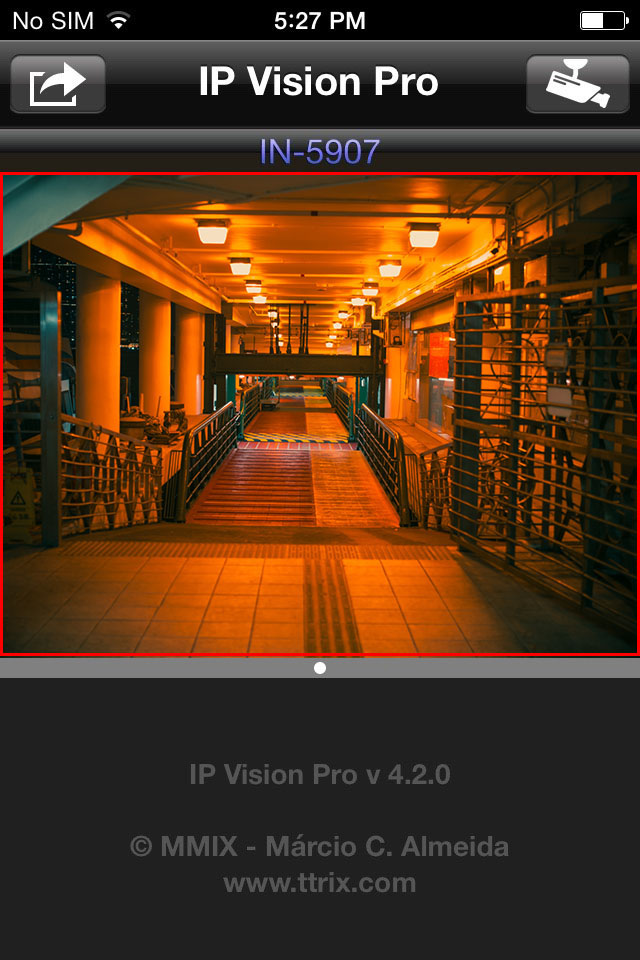 No SIM 5:27 PM
IP Vision Pro
IN-5907
IP Vision Pro v 4.2.0
© MMIX - Márcio C. Almeida
www.ttrix.com